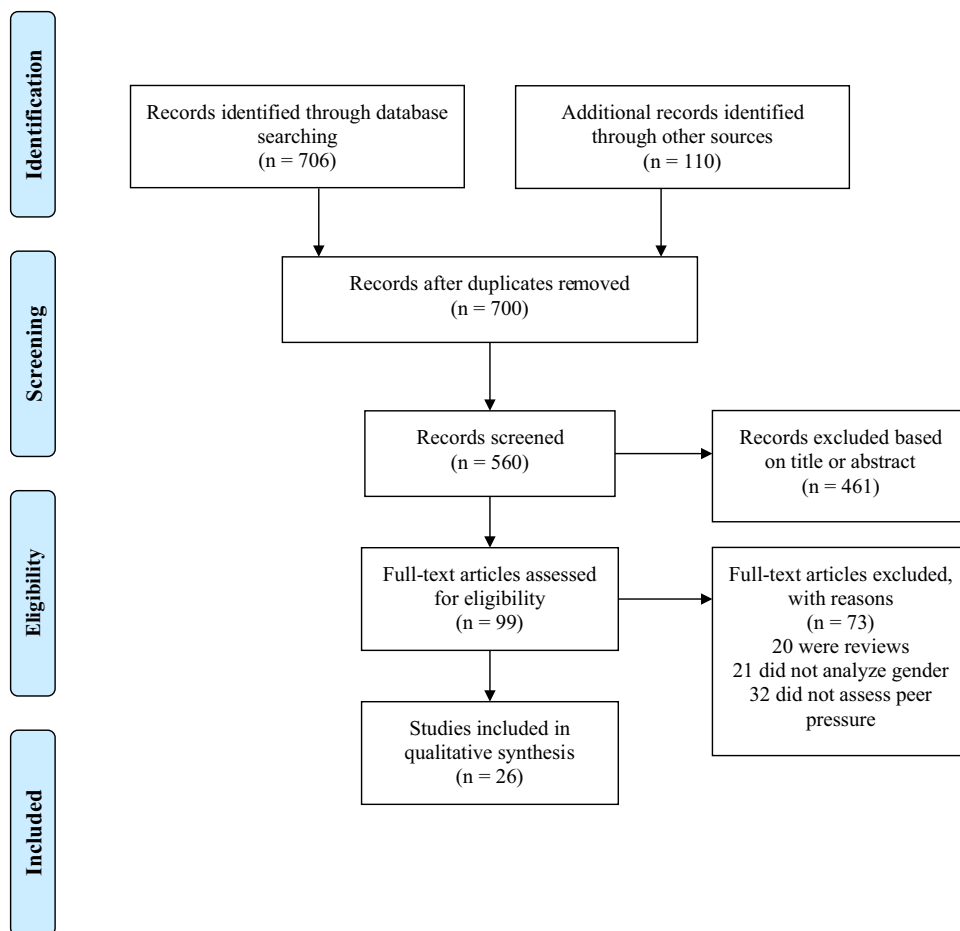 Identification
Records identified through database
searching
(n = 706)
Additional records identified
through other sources
(n = 110)
Screening
Records after duplicates removed
(n = 700)
Records screened
(n = 560)
Records excluded based
on title or abstract
(n = 461)
Eligibility
Full-text articles assessed
for eligibility
(n = 99)
Full-text articles excluded,
with reasons
(n = 73)
20 were reviews
21 did not analyze gender
32 did not assess peer
pressure
Included
Studies included in
qualitative synthesis
(n = 26)